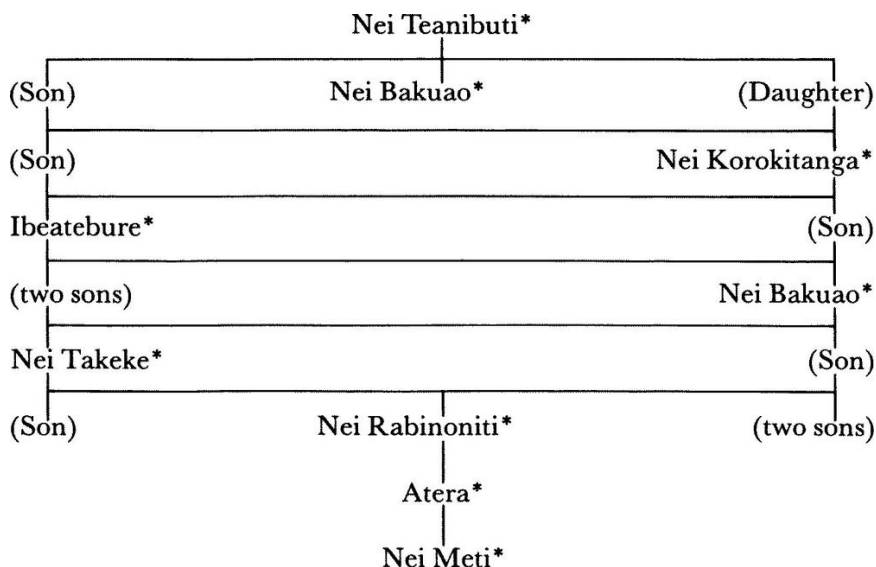 Nei Teanibuti*
(Son) Nei Bakuao* (Daughter)
(Son) Nei Korokitanga*
Ibeatebure* (Son)
(two sons) Nei Bakuao*
Nei Takeke* (Son)
(Son) Nei Rabinoniti* (two sons)
Atera*
Nei Meti*